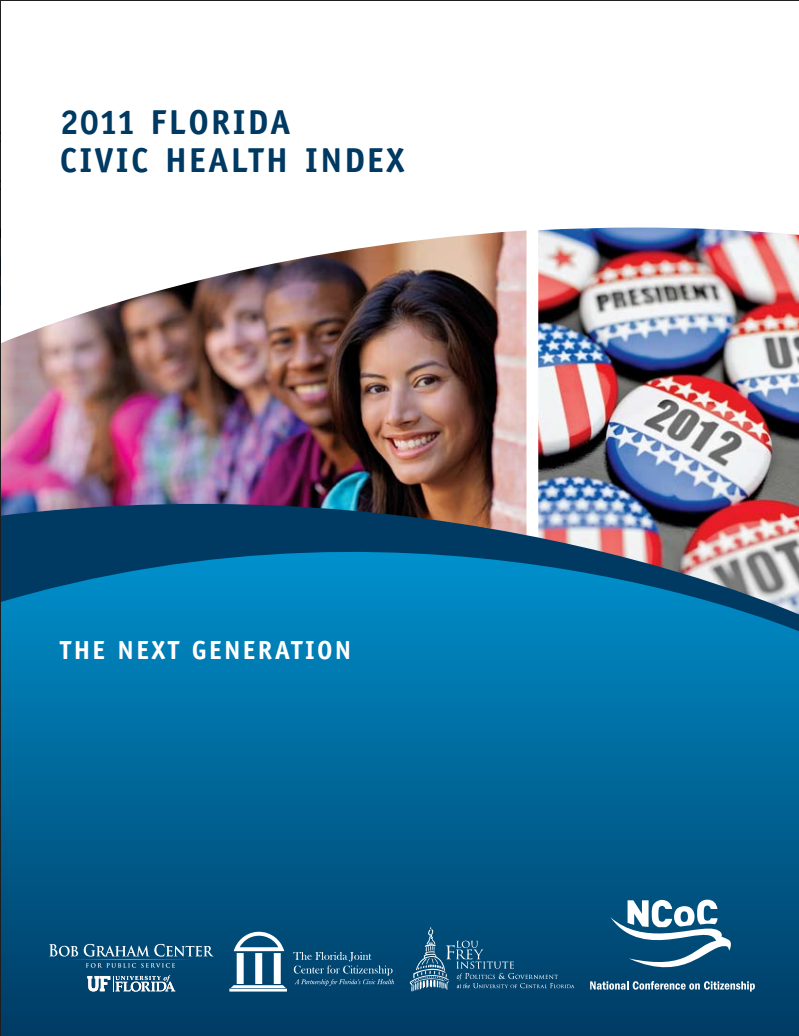 2011 FLORIDA
CIVIC HEALTH INDEX
PRESIDENT
2012
THE NEXT GENERATION
NCoC
National Conference on Citizenship
BOB GRAHAM CENTER
FOR PUBLIC SERVICE
UF UNIVERSITY of
FLORIDA
The Florida Joint
Center for Citizenship
A Partnership for Florida's Civic Health
LOU
FREY
INSTITUTE
of POLITICS & GOVERNMENT
at the UNIVERSITY OF CENTRAL FLORIDA